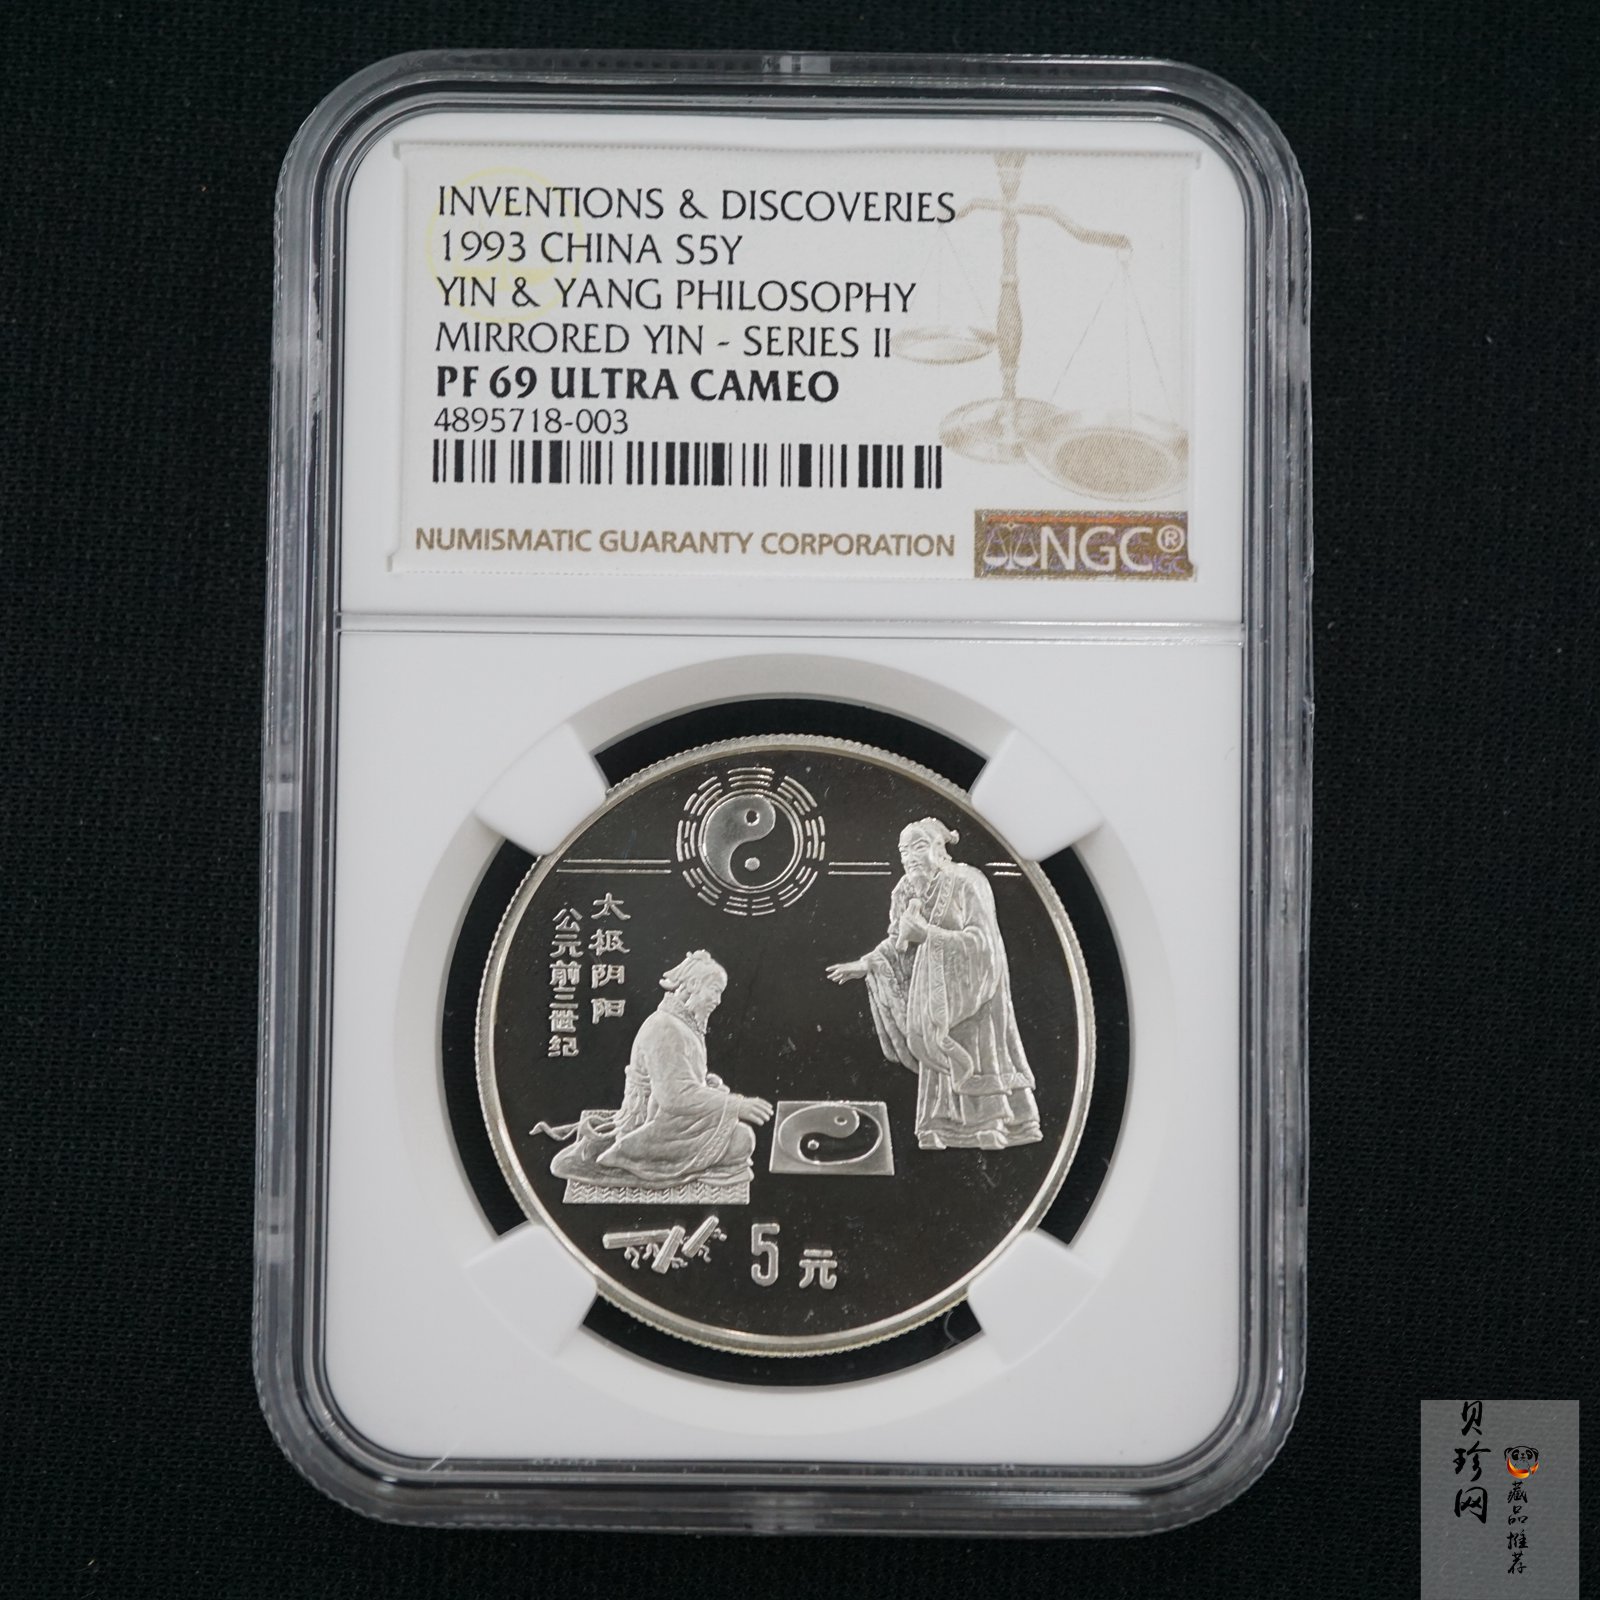 INVENTIONS & DISCOVERIES
1993 CHINA S5Y
YIN & YANG PHILOSOPHY
MIRRORED YIN - SERIES II
PF 69 ULTRA CAMEO
4895718-003
NUMISMATIC GUARANTY CORPORATION
NGC®
太极阴阳
公元前三世纪
5元
贝珍网
藏品推荐